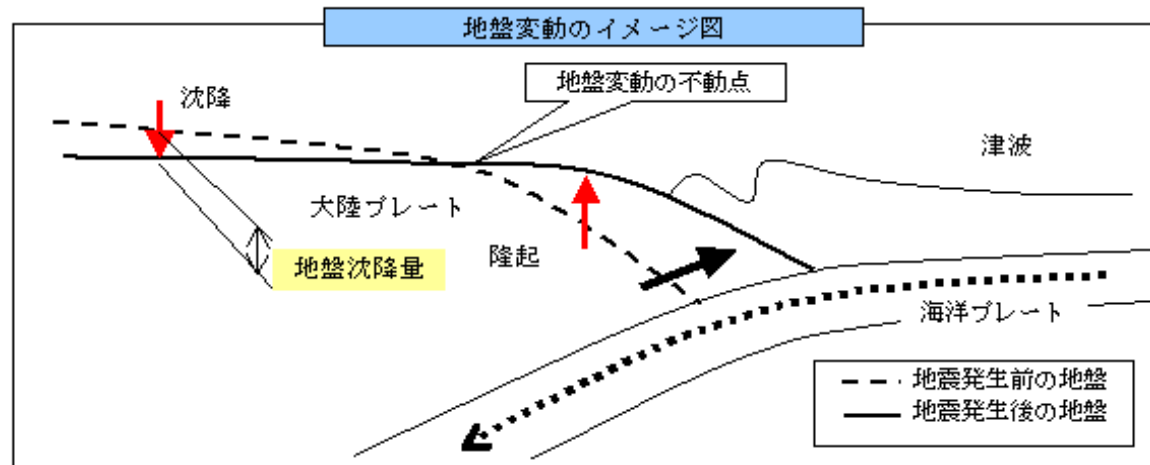 地盤変動のイメージ図
地盤変動の不動点
沈降
津波
大陸プレート
隆起
地盤沈降量
海洋プレート
地震発生前の地盤
地震発生後の地盤